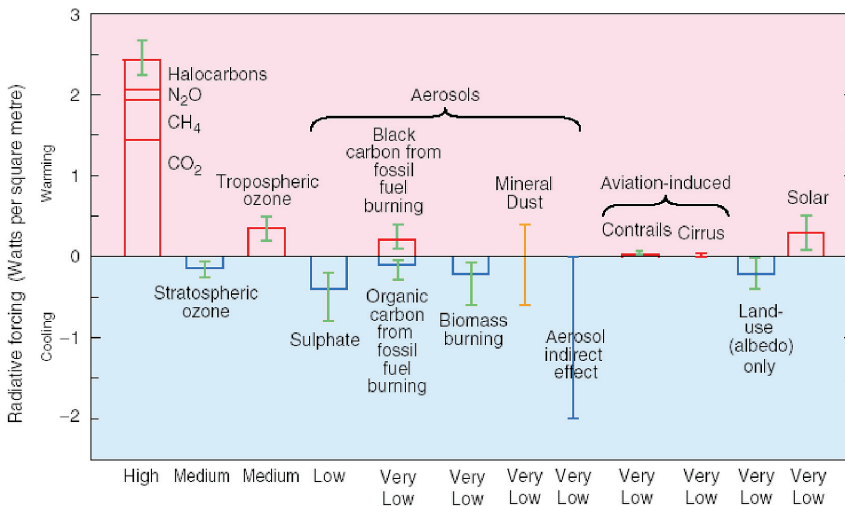 Radiative forcing (Watts per square metre)
Warming
Cooling
3
2
1
0
−1
−2
Halocarbons
N2O
CH4
CO2
Tropospheric
ozone
Stratospheric
ozone
Aerosols
Sulphate
Black
carbon from
fossil
fuel
burning
Organic
carbon
from
fossil
fuel
burning
Biomass
burning
Mineral
Dust
Aerosol
indirect
effect
Aviation-induced
Contrails
Cirrus
Land-
use
(albedo)
only
Solar
High
Medium
Medium
Low
Very
Low
Very
Low
Very
Low
Very
Low
Very
Low
Very
Low
Very
Low
Very
Low